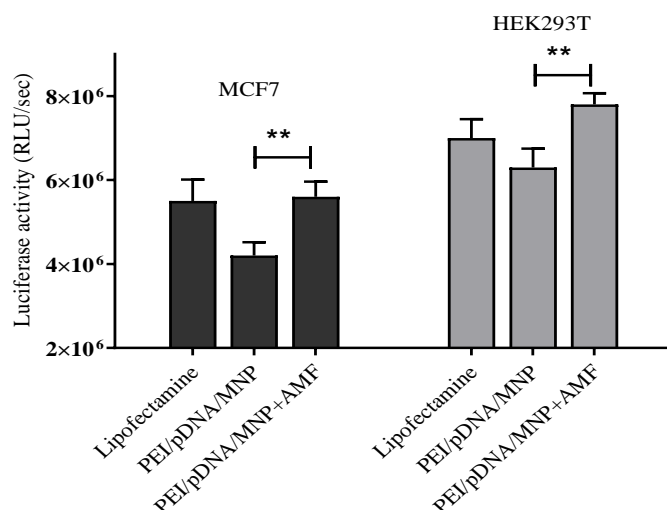 HEK293T
**
MCF7
**
Luciferase activity (RLU/sec)
8×10⁶
6×10⁶
4×10⁶
2×10⁶
Lipofectamine
PEI/pDNA/MNP
PEI/pDNA/MNP+AMF
Lipofectamine
PEI/pDNA/MNP
PEI/pDNA/MNP+AMF